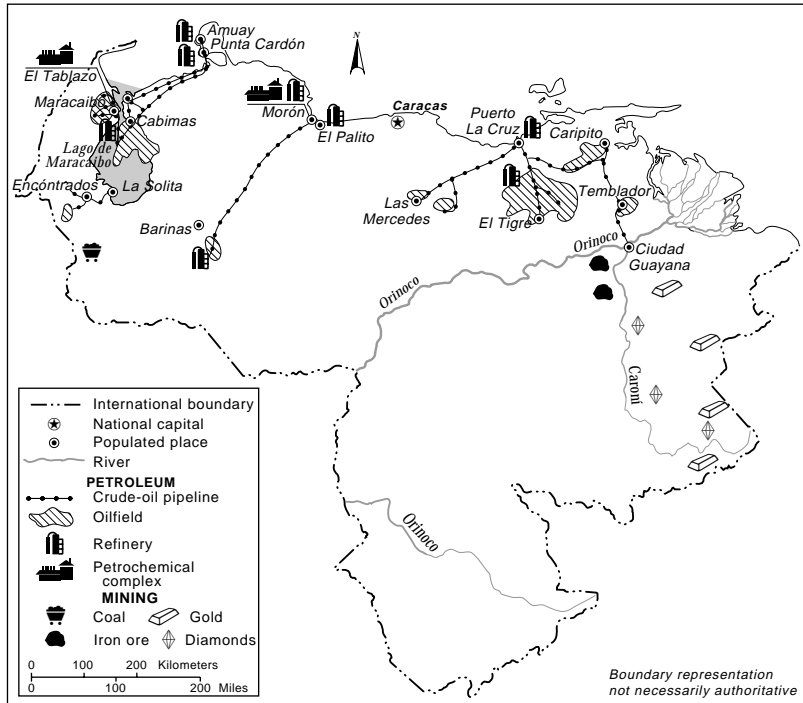 Amuay
Punta Cardón
N
El Tablazo
Maracaibo
Cabimas
Morón
El Palito
Caracas
Puerto
La Cruz
Caripito
Lago de
Maracaibo
Encóntrados
La Solita
Barinas
Las
Mercedes
El Tigre
Temblador
Orinoco
Ciudad
Guayana
Orinoco
Caroní
Orinoco
International boundary
National capital
Populated place
River
PETROLEUM
Crude-oil pipeline
Oilfield
Refinery
Petrochemical
complex
MINING
Coal
Gold
Iron ore
Diamonds
0 100 200 Kilometers
0 100 200 Miles
Boundary representation
not necessarily authoritative